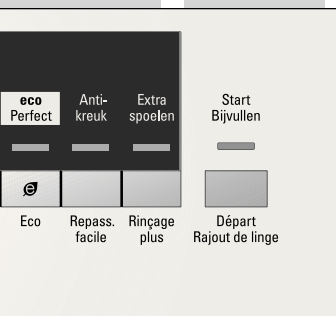 eco
Perfect
Anti-
kreuk
Extra
spoelen
Start
Bijvullen
Eco
Repass.
facile
Rinçage
plus
Départ
Rajout de linge